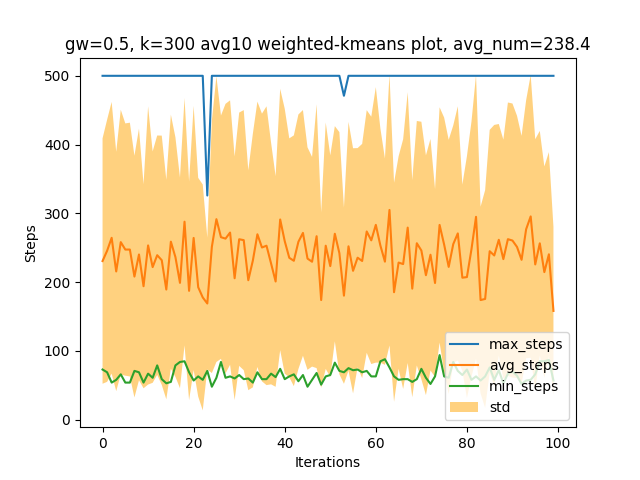 gw=0.5, k=300 avg10 weighted-kmeans plot, avg_num=238.4
500
400
300
200
100
0
Steps
0 20 40 60 80 100
Iterations
max_steps
avg_steps
min_steps
std